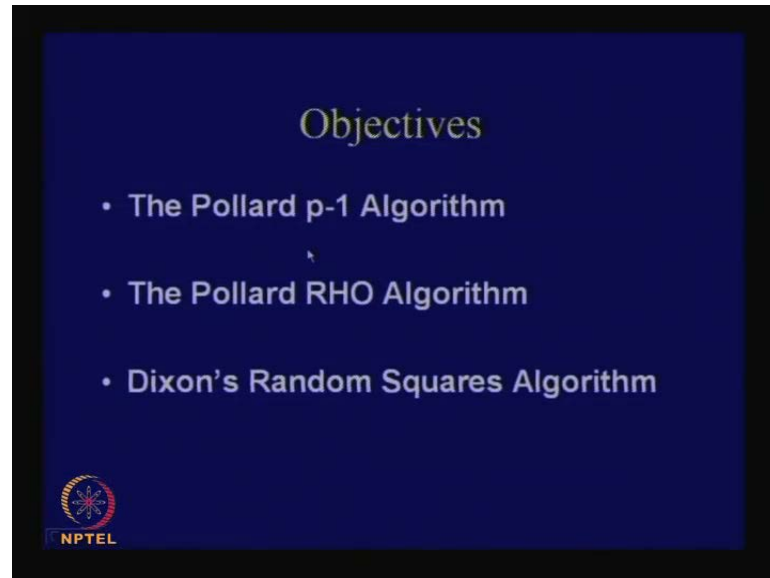 Objectives
• The Pollard p-1 Algorithm
• The Pollard RHO Algorithm
• Dixon's Random Squares Algorithm
NPTEL